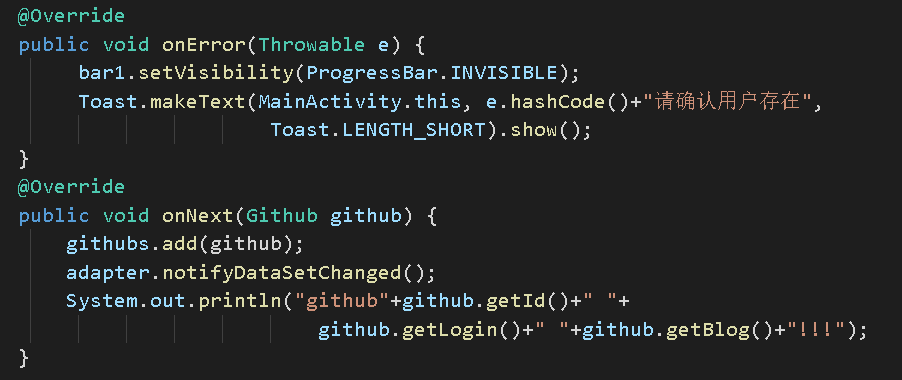 @Override
public void onError(Throwable e) {
bar1.setVisibility(ProgressBar.INVISIBLE);
Toast.makeText(MainActivity.this, e.hashCode()+"请确认用户存在",
Toast.LENGTH_SHORT).show();
}
@Override
public void onNext(Github github) {
githubs.add(github);
adapter.notifyDataSetChanged();
System.out.println("github"+github.getId()+" "+
github.getLogin()+" "+github.getBlog()+"!!!");
}